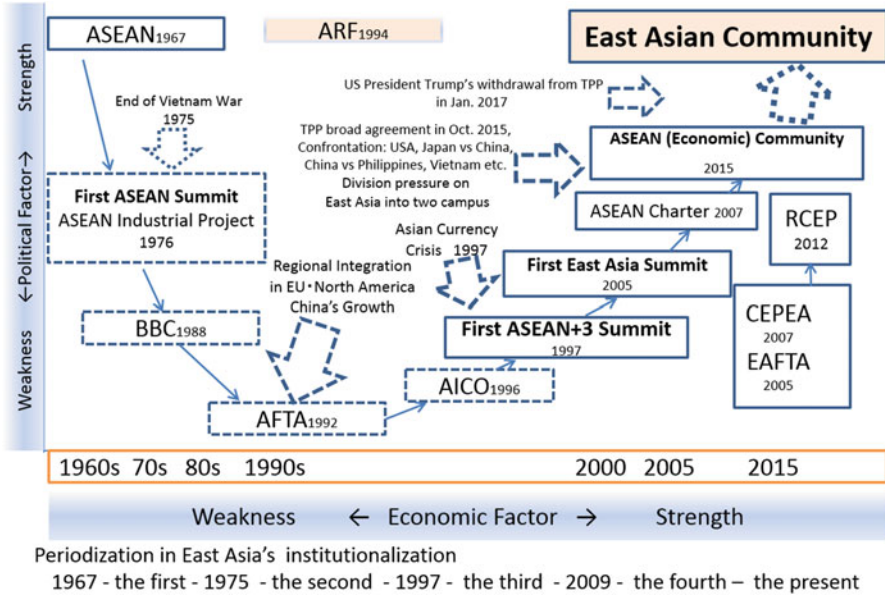 ASEAN1967
ARF1994
East Asian Community
US President Trump's withdrawal from TPP
in Jan. 2017
End of Vietnam War
1975
TPP broad agreement in Oct. 2015,
Confrontation: USA, Japan vs China,
China vs Philippines, Vietnam etc.
Division pressure on
East Asia into two campus
ASEAN (Economic) Community
2015
First ASEAN Summit
ASEAN Industrial Project
1976
ASEAN Charter 2007
RCEP
2012
Asian Currency
Crisis 1997
First East Asia Summit
2005
Regional Integration
in EU・North America
China's Growth
BBC1988
First ASEAN+3 Summit
1997
CEPEA
2007
EAFTA
2005
AICO1996
AFTA1992
Weakness ←Political Factor→ Strength
1960s 70s 80s 1990s 2000 2005 2015
Weakness ← Economic Factor → Strength
Periodization in East Asia's institutionalization
1967 - the first - 1975 - the second - 1997 - the third - 2009 - the fourth – the present